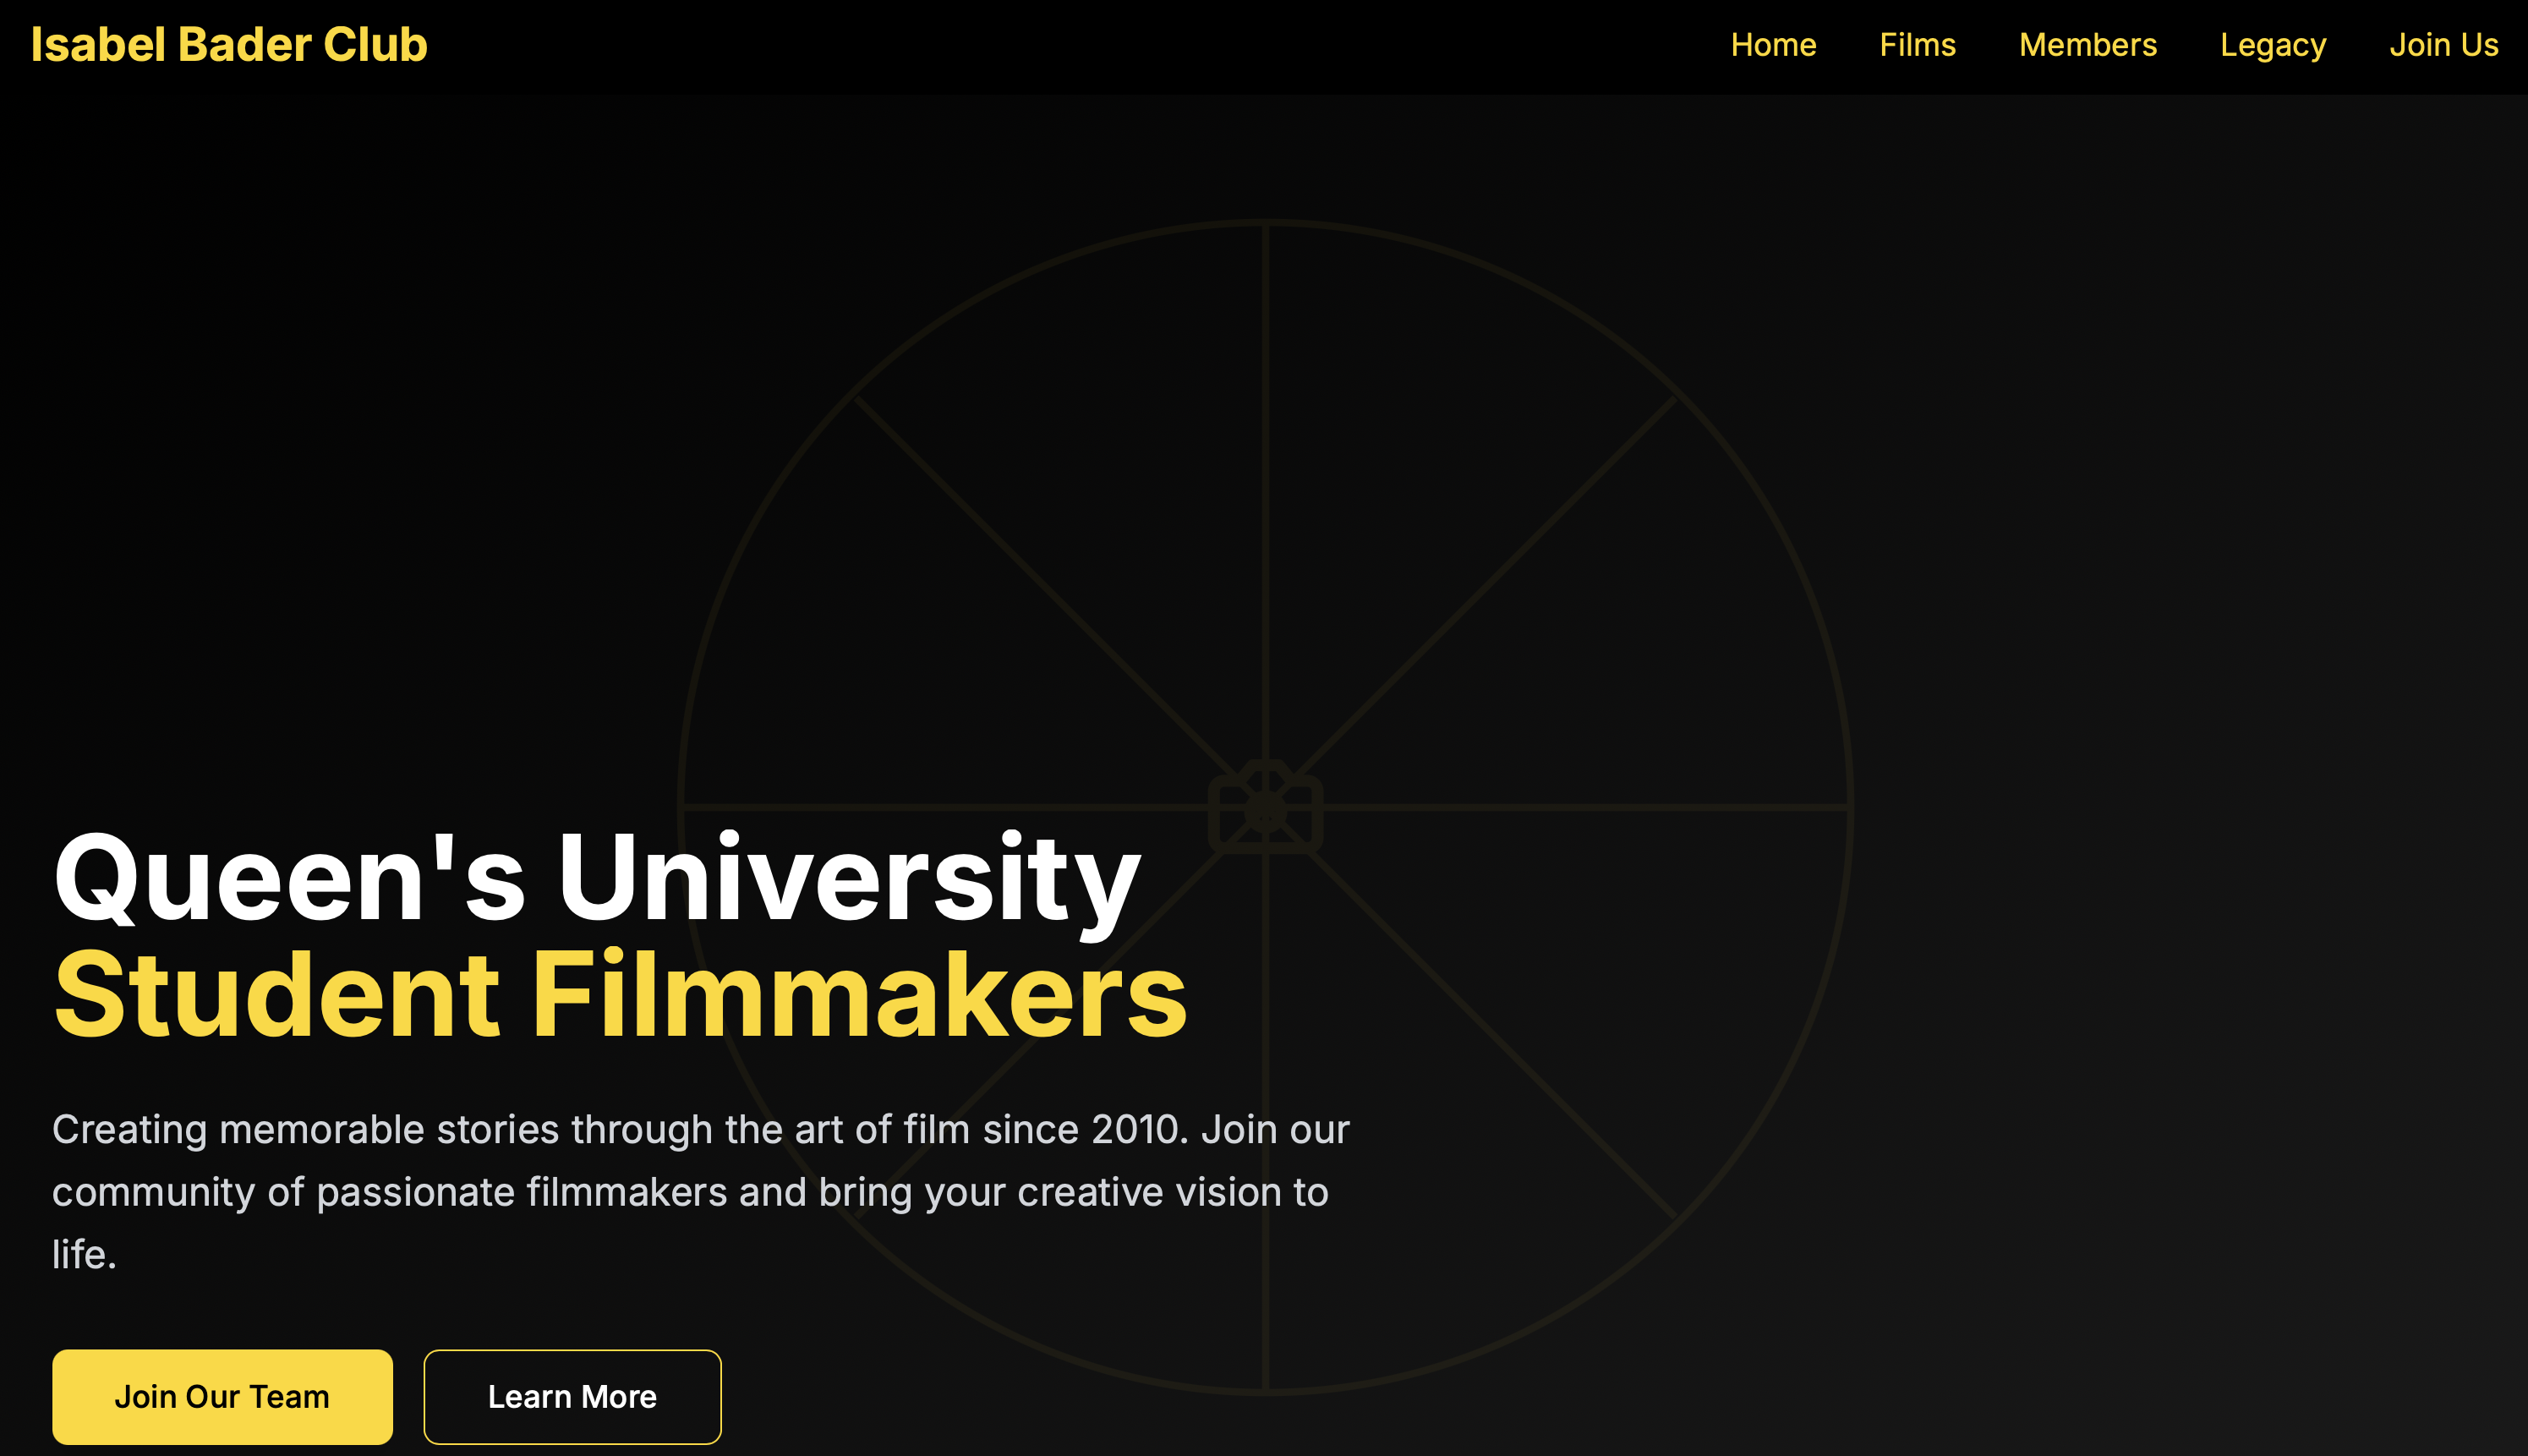 Isabel Bader Club
Home Films Members Legacy Join Us
Queen's University
Student Filmmakers
Creating memorable stories through the art of film since 2010. Join our
community of passionate filmmakers and bring your creative vision to
life.
Join Our Team Learn More